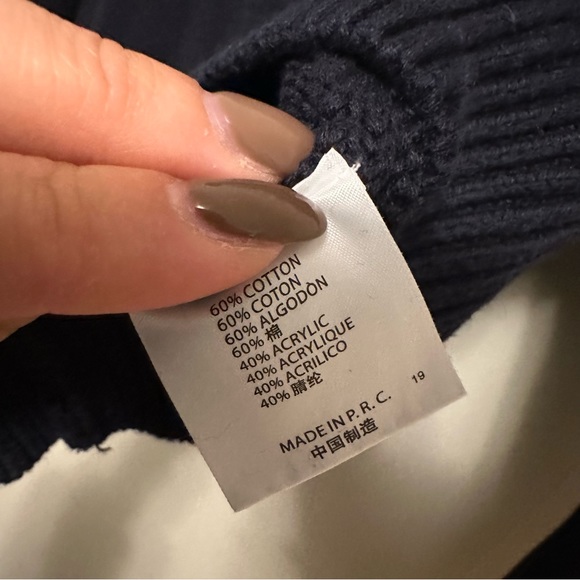 60% COTTON
60% COTON
60% ALGODÒN
60% 棉
40% ACRYLIC
40% ACRYLIQUE
40% ACRILICO
40% 腈纶
19
MADE IN P. R. C.
中国制造